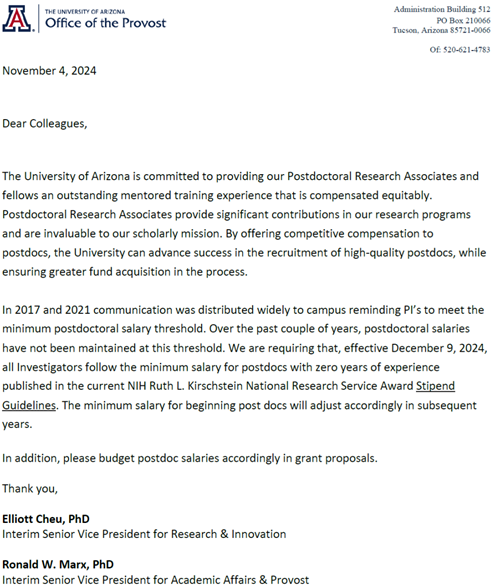 THE UNIVERSITY OF ARIZONA
Office of the Provost
A
Administration Building 512
PO Box 210066
Tucson, Arizona 85721-0066
Of: 520-621-4783
November 4, 2024
Dear Colleagues,
The University of Arizona is committed to providing our Postdoctoral Research Associates and
fellows an outstanding mentored training experience that is compensated equitably.
Postdoctoral Research Associates provide significant contributions in our research programs
and are invaluable to our scholarly mission. By offering competitive compensation to
postdocs, the University can advance success in the recruitment of high-quality postdocs, while
ensuring greater fund acquisition in the process.
In 2017 and 2021 communication was distributed widely to campus reminding PI's to meet the
minimum postdoctoral salary threshold. Over the past couple of years, postdoctoral salaries
have not been maintained at this threshold. We are requiring that, effective December 9, 2024,
all Investigators follow the minimum salary for postdocs with zero years of experience
published in the current NIH Ruth L. Kirschstein National Research Service Award Stipend
Guidelines. The minimum salary for beginning post docs will adjust accordingly in subsequent
years.
In addition, please budget postdoc salaries accordingly in grant proposals.
Thank you,
Elliott Cheu, PhD
Interim Senior Vice President for Research & Innovation
Ronald W. Marx, PhD
Interim Senior Vice President for Academic Affairs & Provost